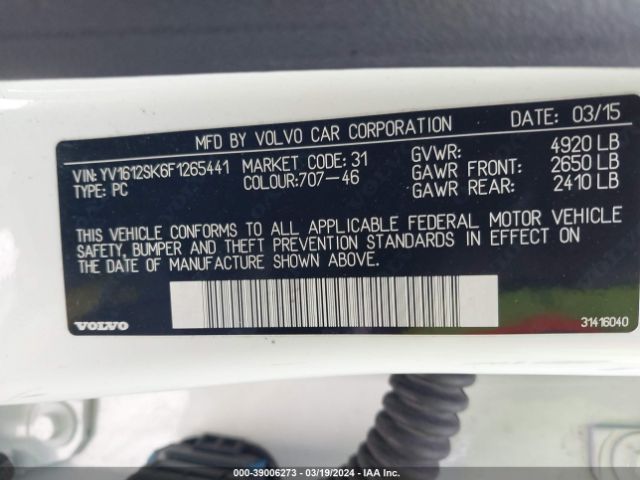 MFD BY VOLVO CAR CORPORATION DATE: 03/15
VIN: YV1612SK6F1265441 MARKET CODE: 31 GVWR: 4920 LB
TYPE: PC COLOUR:707-46 GAWR FRONT: 2650 LB
GAWR REAR: 2410 LB
THIS VEHICLE CONFORMS TO ALL APPLICABLE FEDERAL MOTOR VEHICLE
SAFETY, BUMPER AND THEFT PREVENTION STANDARDS IN EFFECT ON
THE DATE OF MANUFACTURE SHOWN ABOVE.
VOLVO 31416040
000-39006273 - 03/19/2024 - IAA Inc.